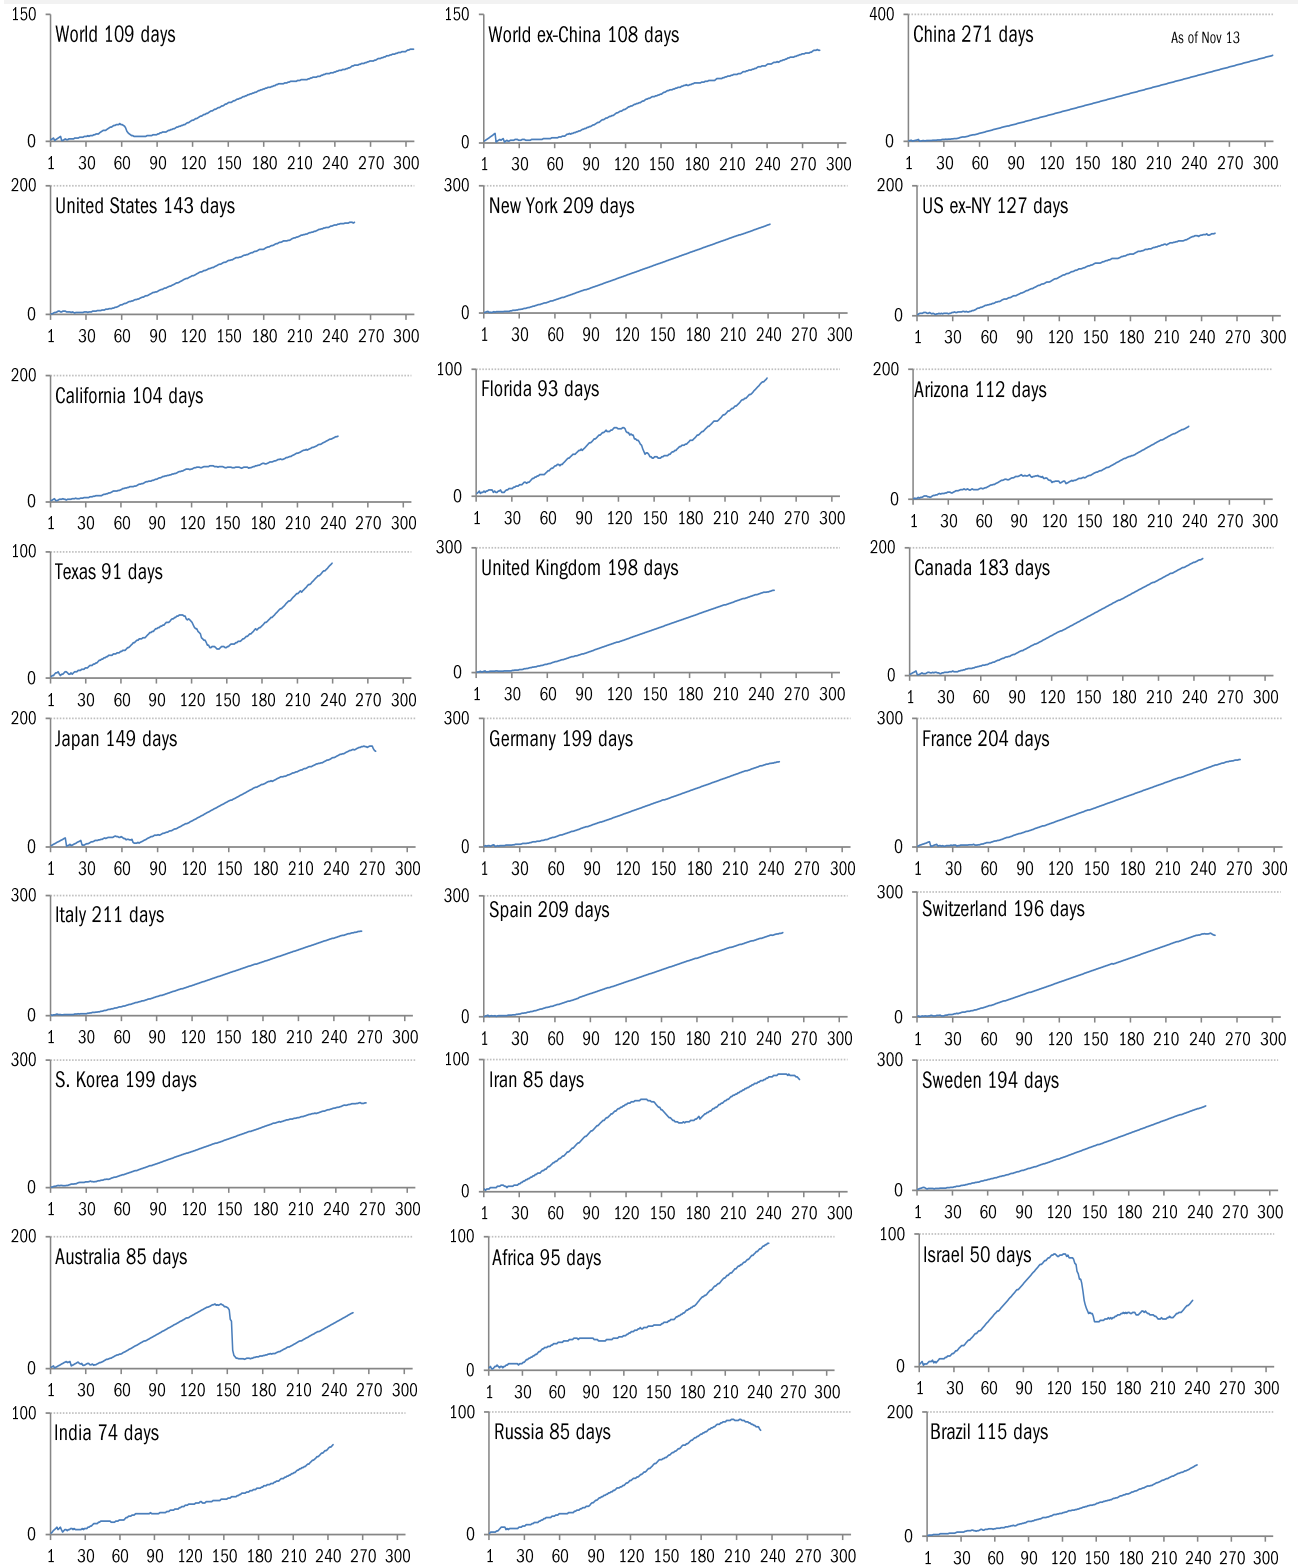 150
World 109 days
0
1 30 60 90 120 150 180 210 240 270 300
150
World ex-China 108 days
0
1 30 60 90 120 150 180 210 240 270 300
400
China 271 days
As of Nov 13
0
1 30 60 90 120 150 180 210 240 270 300
200
United States 143 days
0
1 30 60 90 120 150 180 210 240 270 300
300
New York 209 days
0
1 30 60 90 120 150 180 210 240 270 300
200
US ex-NY 127 days
0
1 30 60 90 120 150 180 210 240 270 300
200
California 104 days
0
1 30 60 90 120 150 180 210 240 270 300
100
Florida 93 days
0
1 30 60 90 120 150 180 210 240 270 300
200
Arizona 112 days
0
1 30 60 90 120 150 180 210 240 270 300
100
Texas 91 days
0
1 30 60 90 120 150 180 210 240 270 300
300
United Kingdom 198 days
0
1 30 60 90 120 150 180 210 240 270 300
200
Canada 183 days
0
1 30 60 90 120 150 180 210 240 270 300
200
Japan 149 days
0
1 30 60 90 120 150 180 210 240 270 300
300
Germany 199 days
0
1 30 60 90 120 150 180 210 240 270 300
300
France 204 days
0
1 30 60 90 120 150 180 210 240 270 300
300
Italy 211 days
0
1 30 60 90 120 150 180 210 240 270 300
300
Spain 209 days
0
1 30 60 90 120 150 180 210 240 270 300
300
Switzerland 196 days
0
1 30 60 90 120 150 180 210 240 270 300
300
S. Korea 199 days
0
1 30 60 90 120 150 180 210 240 270 300
100
Iran 85 days
0
1 30 60 90 120 150 180 210 240 270 300
300
Sweden 194 days
0
1 30 60 90 120 150 180 210 240 270 300
200
Australia 85 days
0
1 30 60 90 120 150 180 210 240 270 300
100
Africa 95 days
0
1 30 60 90 120 150 180 210 240 270 300
100
Israel 50 days
0
1 30 60 90 120 150 180 210 240 270 300
100
India 74 days
0
1 30 60 90 120 150 180 210 240 270 300
100
Russia 85 days
0
1 30 60 90 120 150 180 210 240 270 300
200
Brazil 115 days
0
1 30 60 90 120 150 180 210 240 270 300